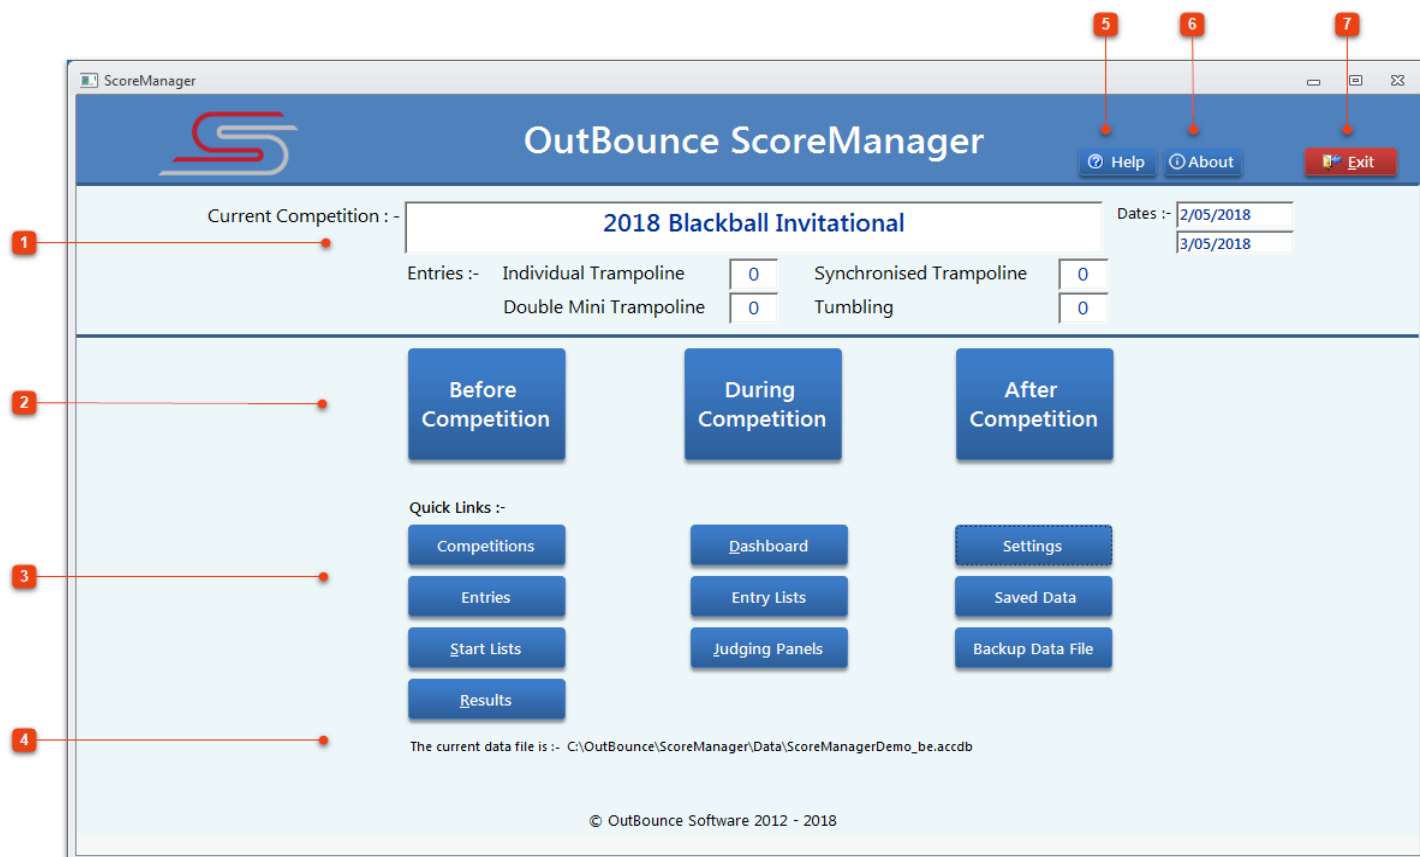 5 6 7
ScoreManager
OutBounce ScoreManager
Help About Exit
Current Competition : - 2018 Blackball Invitational Dates :- 2/05/2018
1
3/05/2018
Entries :- Individual Trampoline 0 Synchronised Trampoline 0
Double Mini Trampoline 0 Tumbling 0
2
Before Competition
During Competition
After Competition
Quick Links :-
Competitions Dashboard Settings
3
Entries Entry Lists Saved Data
Start Lists Judging Panels Backup Data File
Results
4
The current data file is :- C:\OutBounce\ScoreManager\Data\ScoreManagerDemo_be.accdb
© OutBounce Software 2012 - 2018